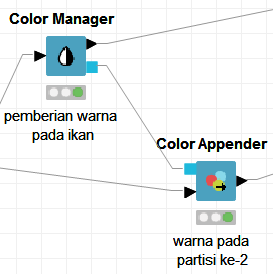 Color Manager
pemberian warna
pada ikan
Color Appender
warna pada
partisi ke-2